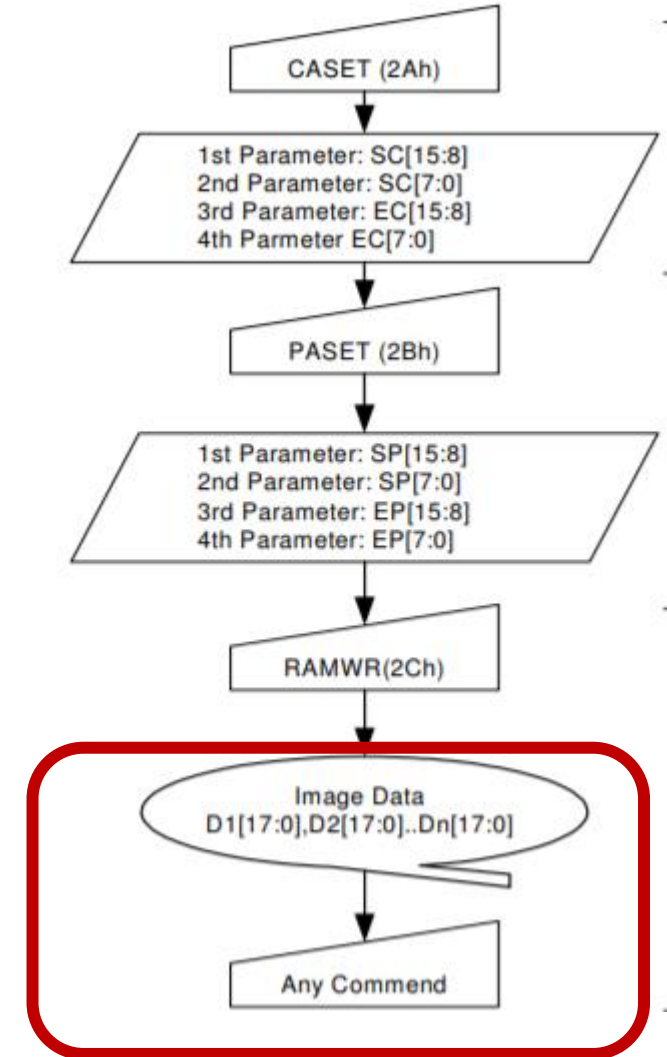 CASET (2Ah)
1st Parameter: SC[15:8]
2nd Parameter: SC[7:0]
3rd Parameter: EC[15:8]
4th Parmeter EC[7:0]
PASET (2Bh)
1st Parameter: SP[15:8]
2nd Parameter: SP[7:0]
3rd Parameter: EP[15:8]
4th Parameter: EP[7:0]
RAMWR(2Ch)
Image Data
D1[17:0],D2[17:0]..Dn[17:0]
Any Commend